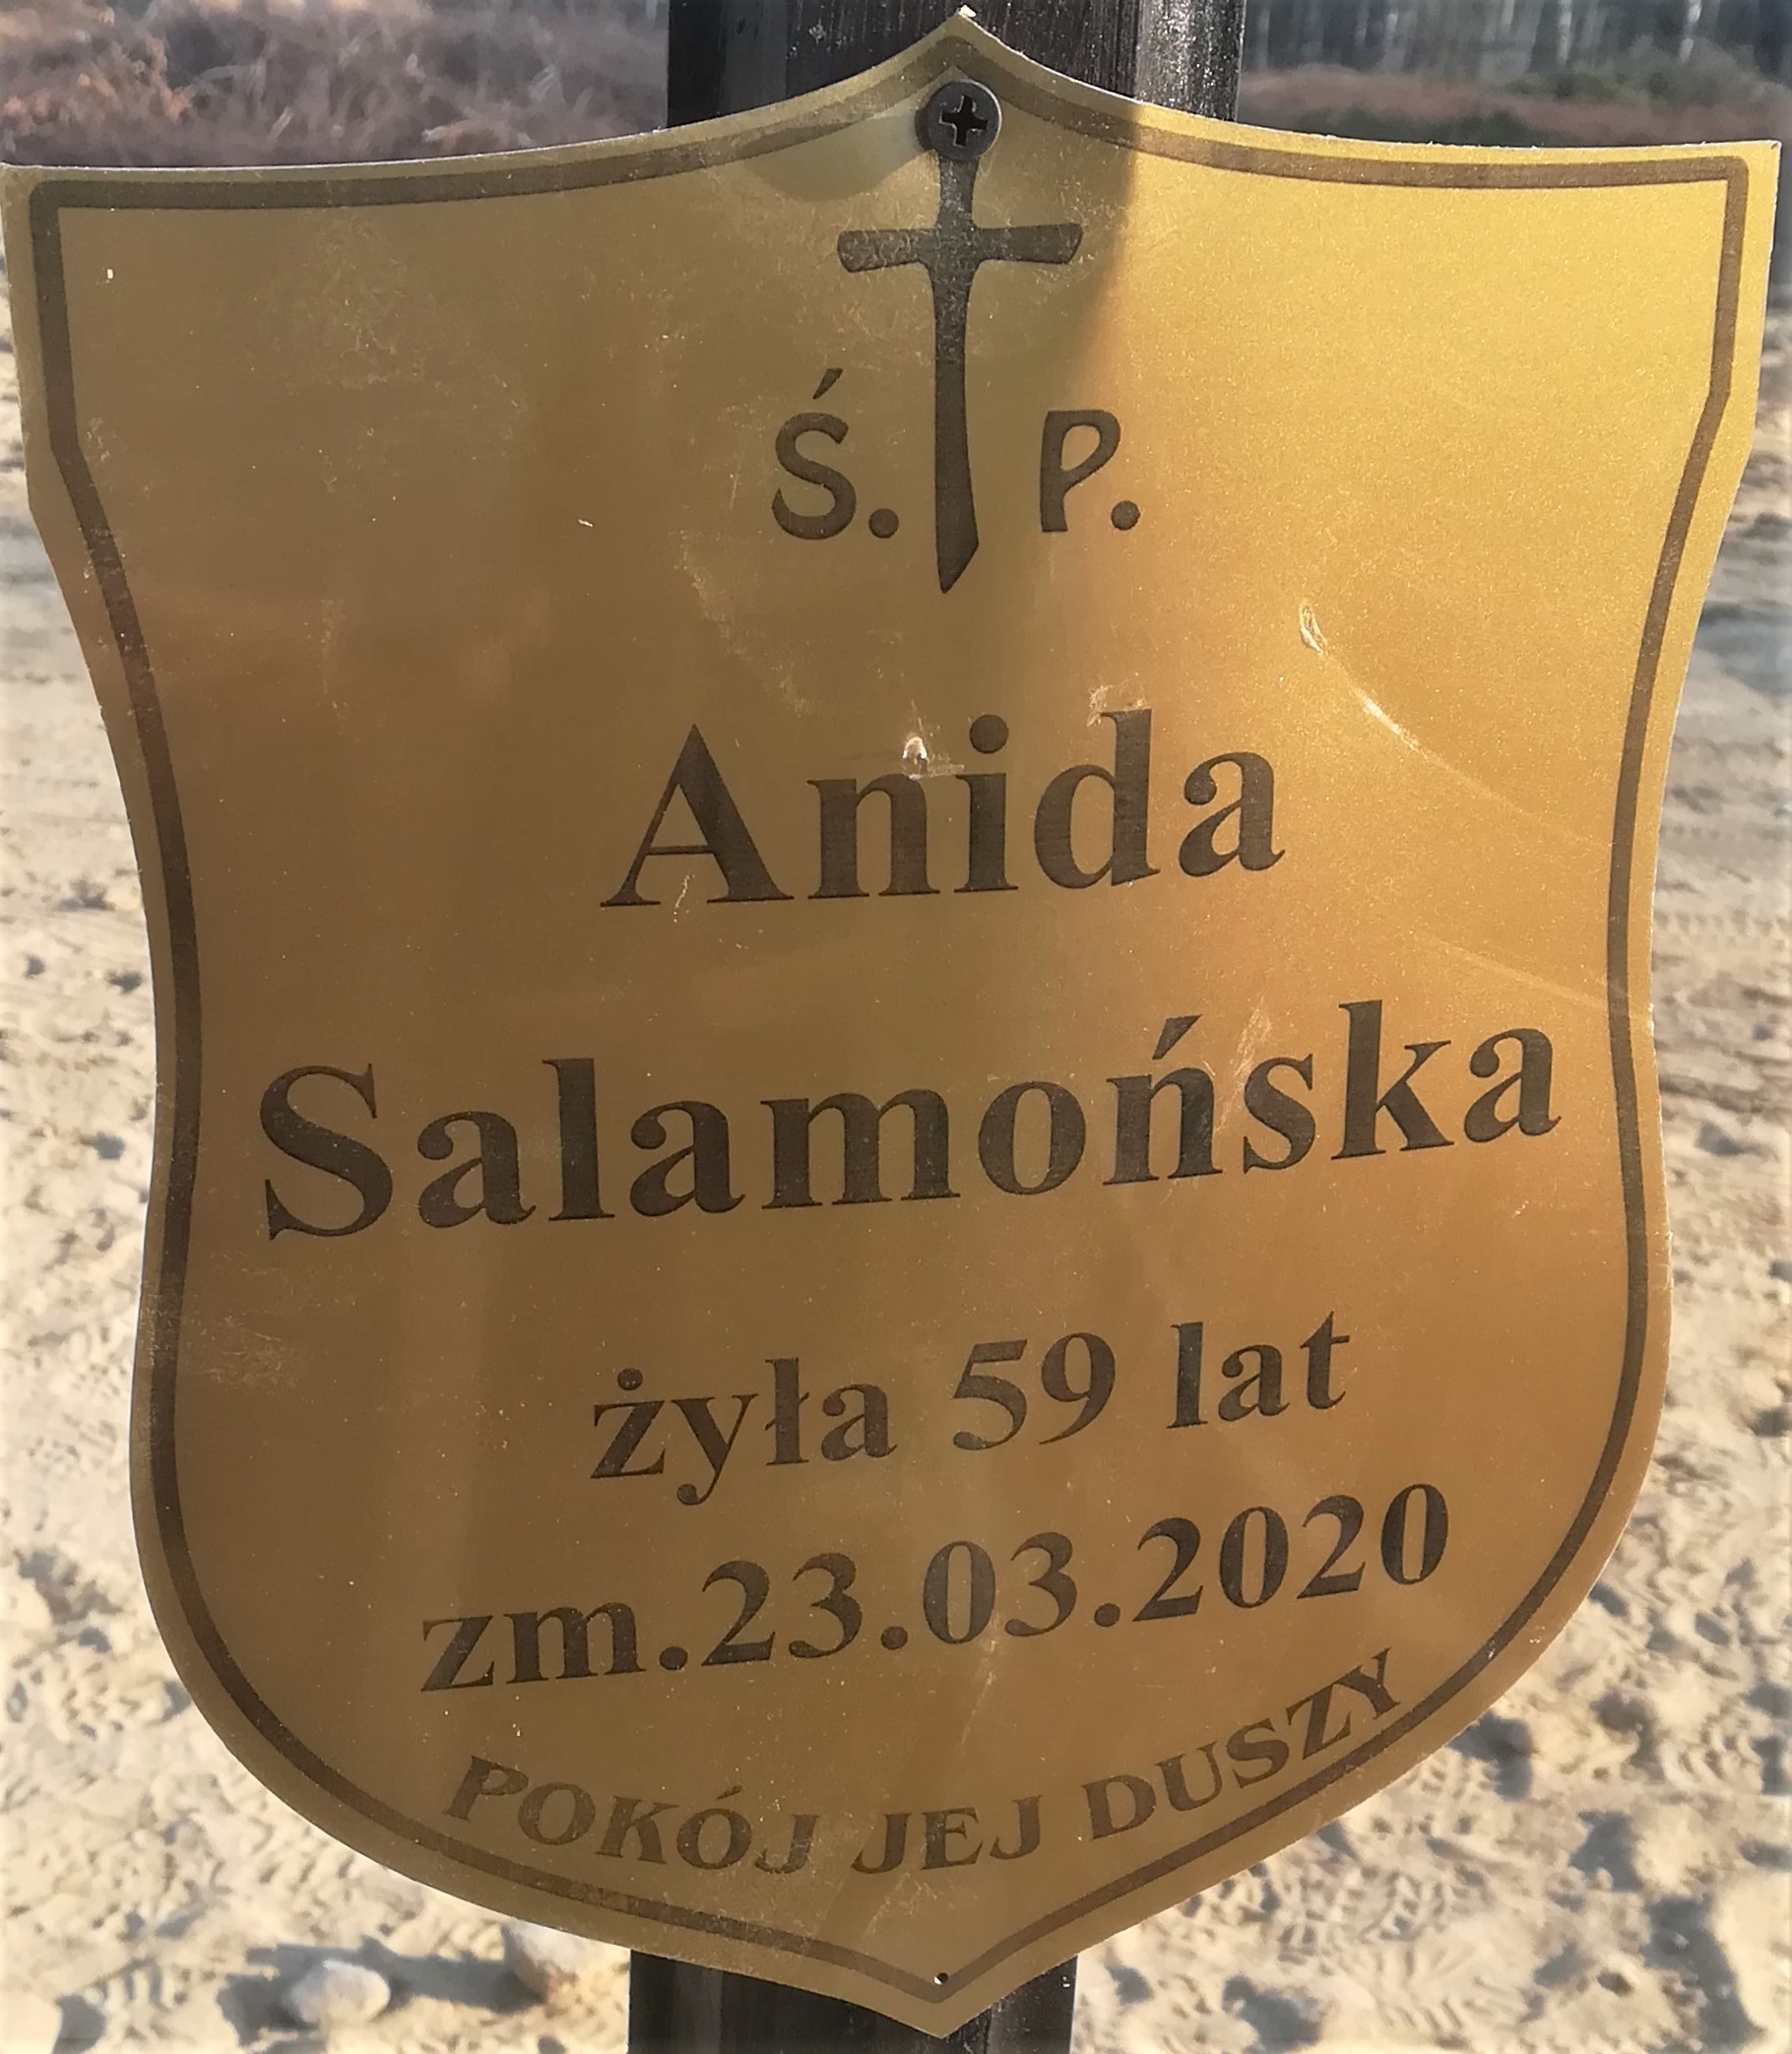 Ś. P.
Anida
Salamońska
żyła 59 lat
zm.23.03.2020
POKÓJ JEJ DUSZY